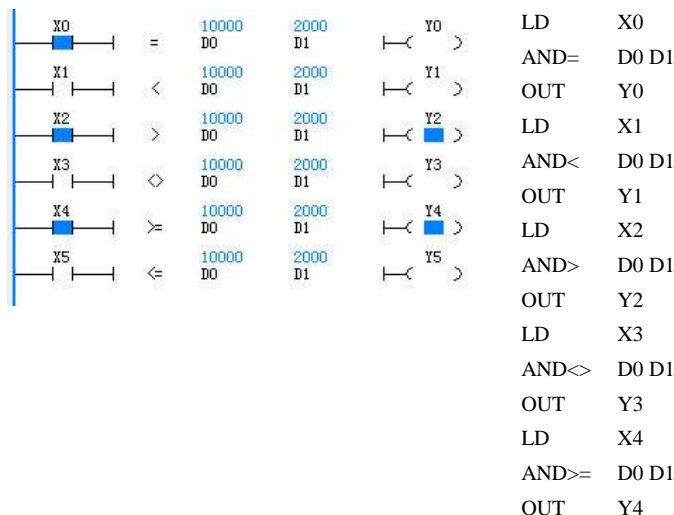 X0 10000 2000 Y0
= D0 D1
X1 10000 2000 Y1
< D0 D1
X2 10000 2000 Y2
> D0 D1
X3 10000 2000 Y3
<> D0 D1
X4 10000 2000 Y4
>= D0 D1
X5 10000 2000 Y5
<= D0 D1
LD X0
AND= D0 D1
OUT Y0
LD X1
AND< D0 D1
OUT Y1
LD X2
AND> D0 D1
OUT Y2
LD X3
AND<> D0 D1
OUT Y3
LD X4
AND>= D0 D1
OUT Y4